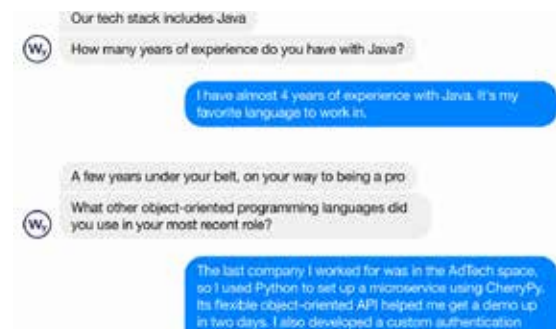 Our tech stack includes Java
How many years of experience do you have with Java?
Wy
I have almost 4 years of experience with Java. It's my
favorite language to work in.
A few years under your belt, on your way to being a pro
What other object-oriented programming languages did
you use in your most recent role?
Wy
The last company I worked for was in the AdTech space,
so I used Python to set up a microservice using CherryPy.
Its flexible object-oriented API helped me get a demo up
in two days. I also developed a custom authentication